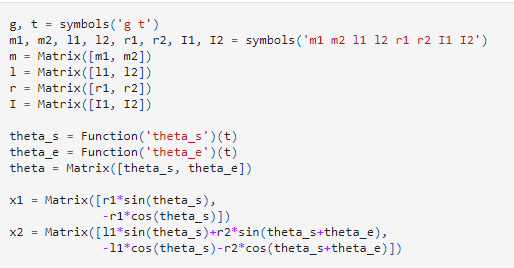 g, t = symbols('g t')
m1, m2, l1, l2, r1, r2, I1, I2 = symbols('m1 m2 l1 l2 r1 r2 I1 I2')
m = Matrix([m1, m2])
l = Matrix([l1, l2])
r = Matrix([r1, r2])
I = Matrix([I1, I2])
theta_s = Function('theta_s')(t)
theta_e = Function('theta_e')(t)
theta = Matrix([theta_s, theta_e])
x1 = Matrix([r1*sin(theta_s),
-r1*cos(theta_s)])
x2 = Matrix([l1*sin(theta_s)+r2*sin(theta_s+theta_e),
-l1*cos(theta_s)-r2*cos(theta_s+theta_e)])